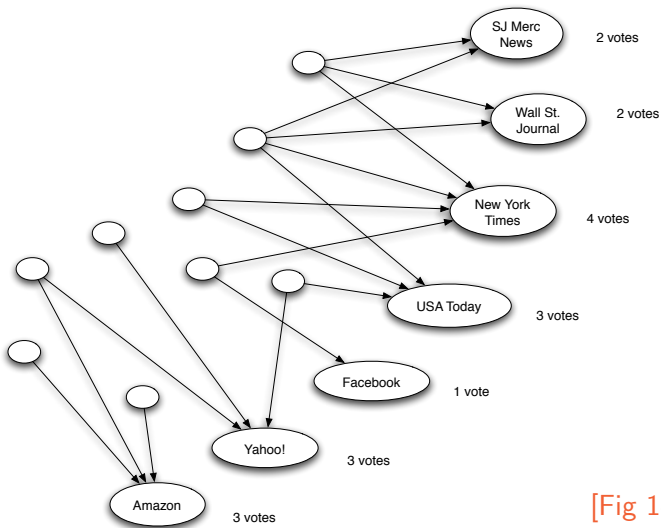 SJ Merc
News
2 votes
Wall St.
Journal
2 votes
New York
Times
4 votes
USA Today
3 votes
Facebook
1 vote
Yahoo!
3 votes
Amazon
3 votes
[Fig 1